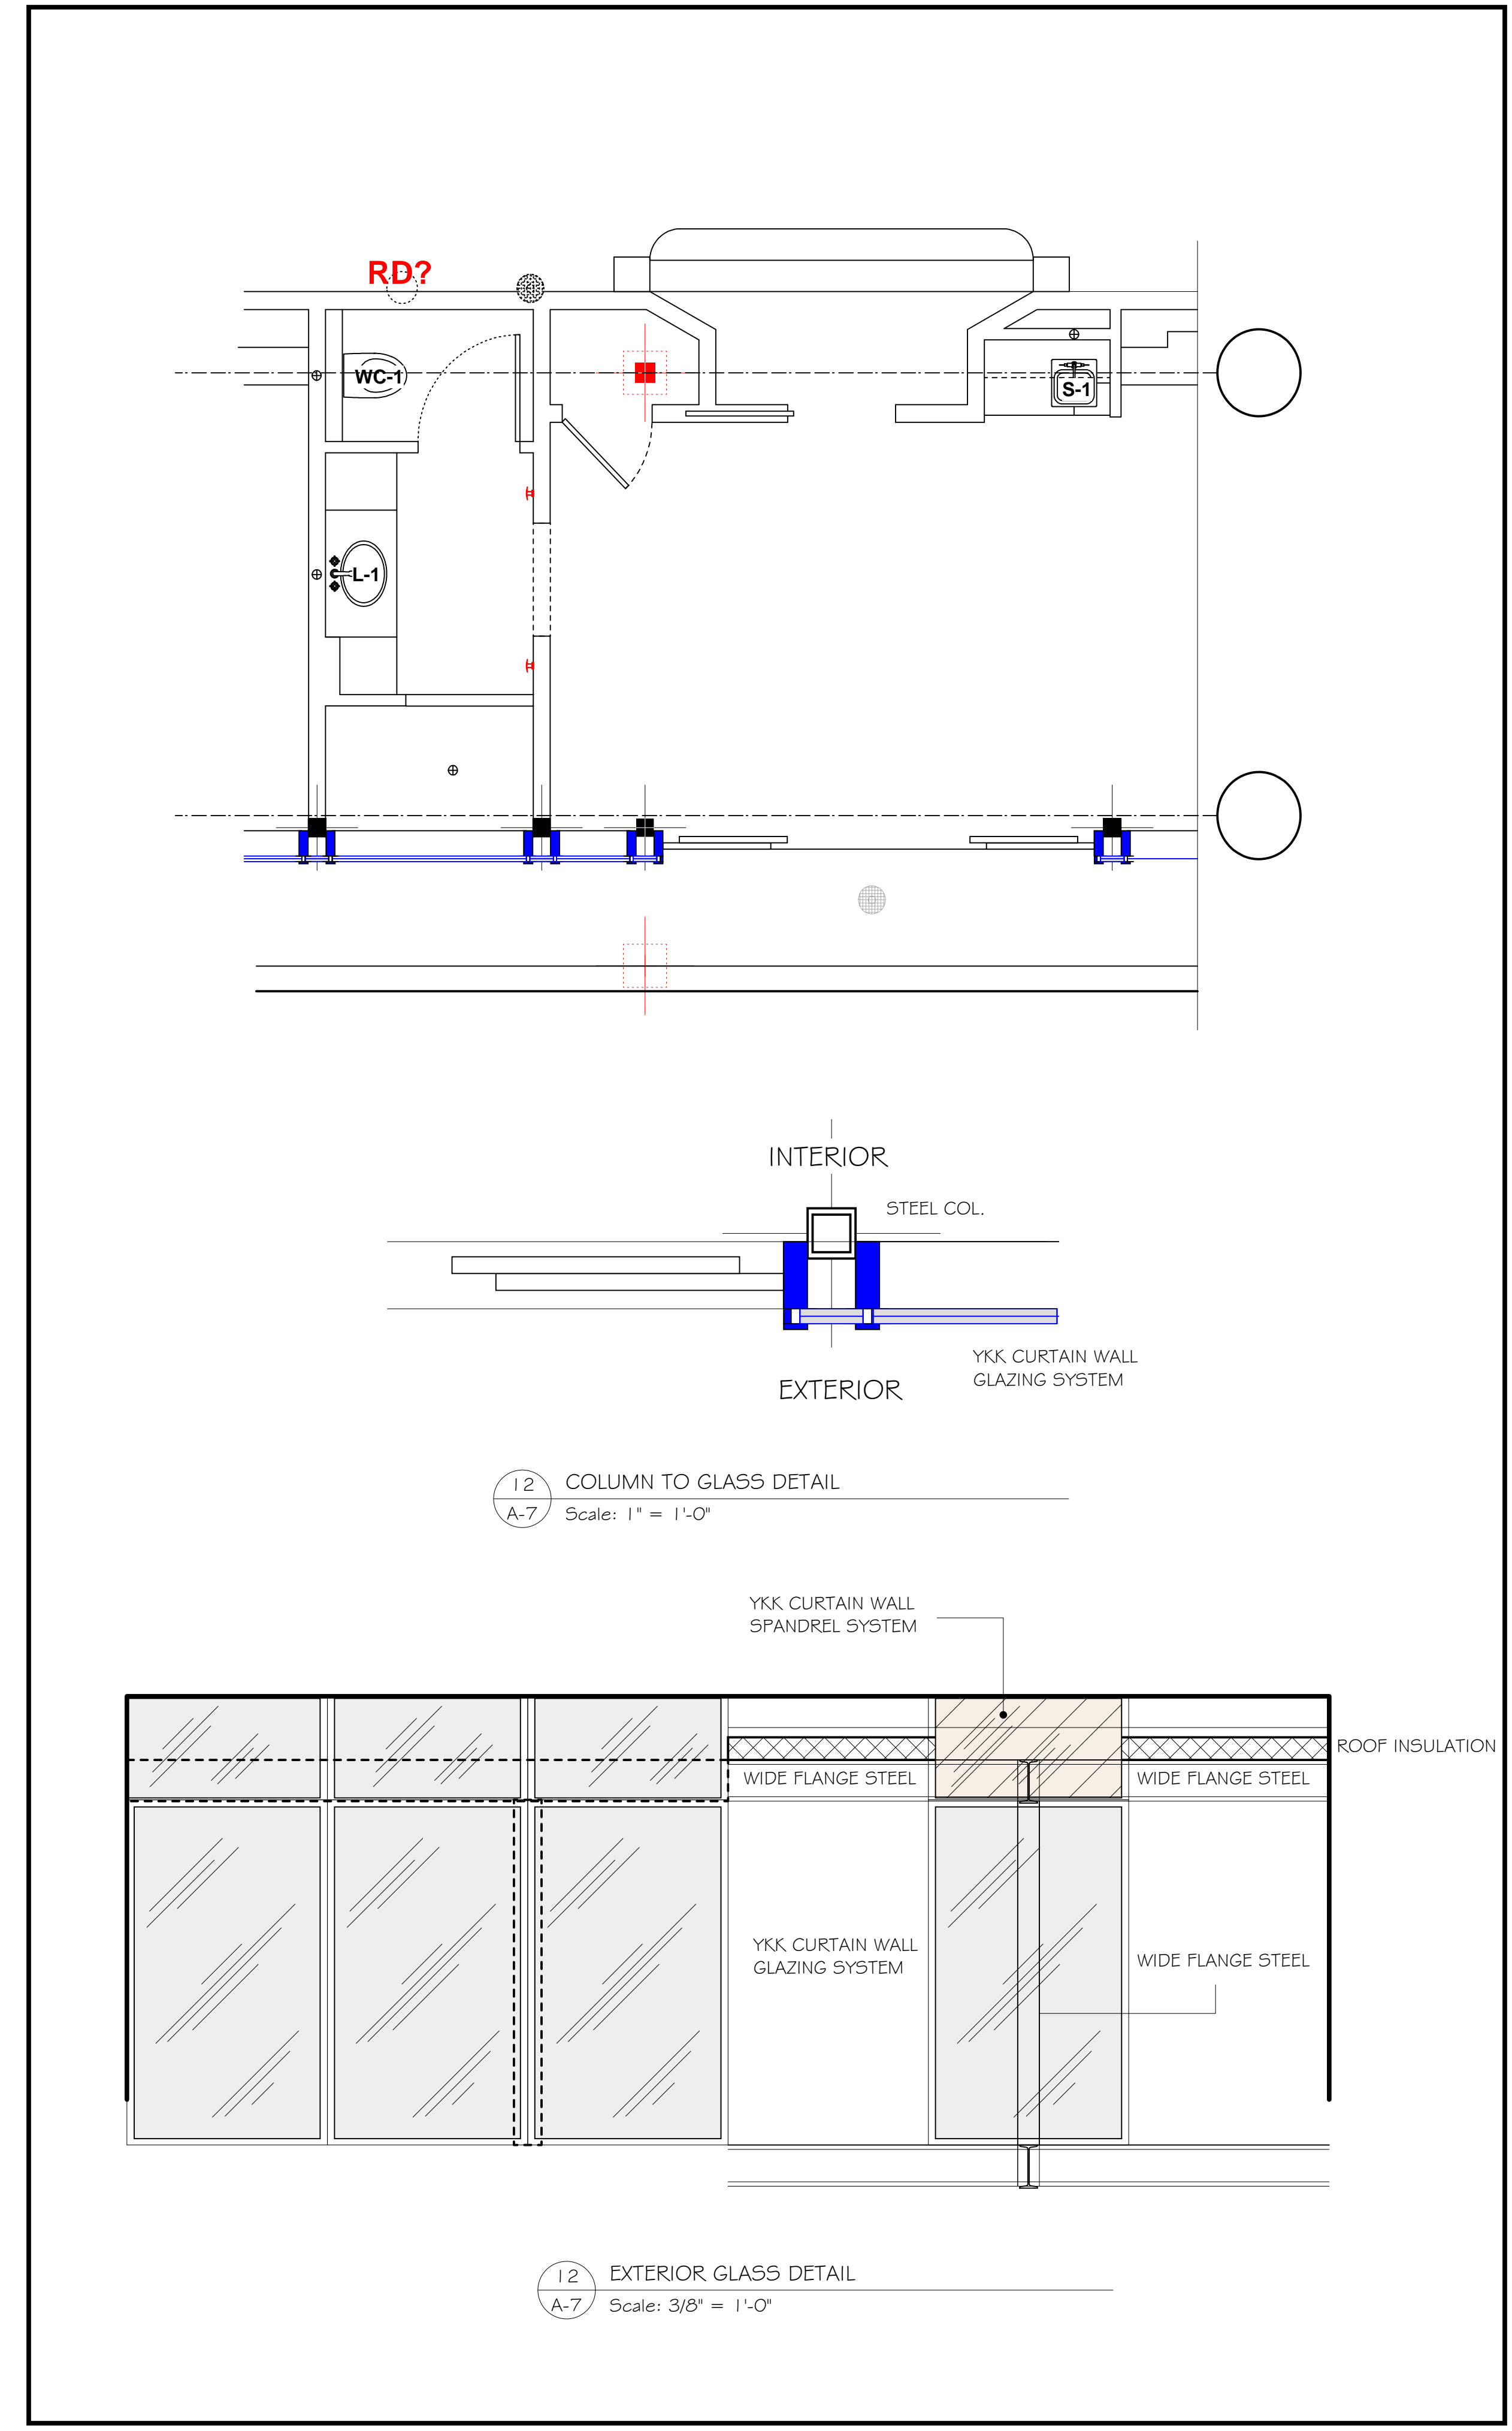 RD?
WC-1
S-1
L-1
INTERIOR
STEEL COL.
YKK CURTAIN WALL
GLAZING SYSTEM
EXTERIOR
12
COLUMN TO GLASS DETAIL
A-7
Scale: 1" = 1'-0"
YKK CURTAIN WALL
SPANDREL SYSTEM
ROOF INSULATION
WIDE FLANGE STEEL
WIDE FLANGE STEEL
YKK CURTAIN WALL
GLAZING SYSTEM
WIDE FLANGE STEEL
12
EXTERIOR GLASS DETAIL
A-7
Scale: 3/8" = 1'-0"